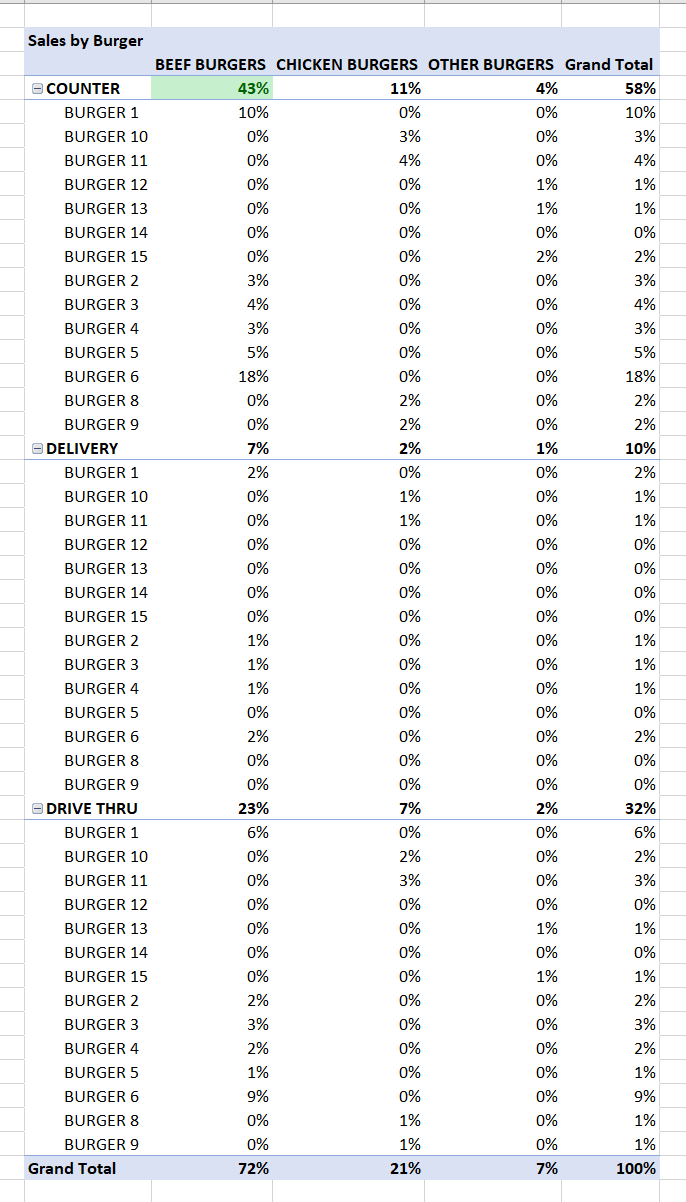 Sales by Burger
BEEF BURGERS CHICKEN BURGERS OTHER BURGERS Grand Total
COUNTER 43% 11% 4% 58%
BURGER 1 10% 0% 0% 10%
BURGER 10 0% 3% 0% 3%
BURGER 11 0% 4% 0% 4%
BURGER 12 0% 0% 1% 1%
BURGER 13 0% 0% 1% 1%
BURGER 14 0% 0% 0% 0%
BURGER 15 0% 0% 2% 2%
BURGER 2 3% 0% 0% 3%
BURGER 3 4% 0% 0% 4%
BURGER 4 3% 0% 0% 3%
BURGER 5 5% 0% 0% 5%
BURGER 6 18% 0% 0% 18%
BURGER 8 0% 2% 0% 2%
BURGER 9 0% 2% 0% 2%
DELIVERY 7% 2% 1% 10%
BURGER 1 2% 0% 0% 2%
BURGER 10 0% 1% 0% 1%
BURGER 11 0% 1% 0% 1%
BURGER 12 0% 0% 0% 0%
BURGER 13 0% 0% 0% 0%
BURGER 14 0% 0% 0% 0%
BURGER 15 0% 0% 0% 0%
BURGER 2 1% 0% 0% 1%
BURGER 3 1% 0% 0% 1%
BURGER 4 1% 0% 0% 1%
BURGER 5 0% 0% 0% 0%
BURGER 6 2% 0% 0% 2%
BURGER 8 0% 0% 0% 0%
BURGER 9 0% 0% 0% 0%
DRIVE THRU 23% 7% 2% 32%
BURGER 1 6% 0% 0% 6%
BURGER 10 0% 2% 0% 2%
BURGER 11 0% 3% 0% 3%
BURGER 12 0% 0% 0% 0%
BURGER 13 0% 0% 1% 1%
BURGER 14 0% 0% 0% 0%
BURGER 15 0% 0% 1% 1%
BURGER 2 2% 0% 0% 2%
BURGER 3 3% 0% 0% 3%
BURGER 4 2% 0% 0% 2%
BURGER 5 1% 0% 0% 1%
BURGER 6 9% 0% 0% 9%
BURGER 8 0% 1% 0% 1%
BURGER 9 0% 1% 0% 1%
Grand Total 72% 21% 7% 100%